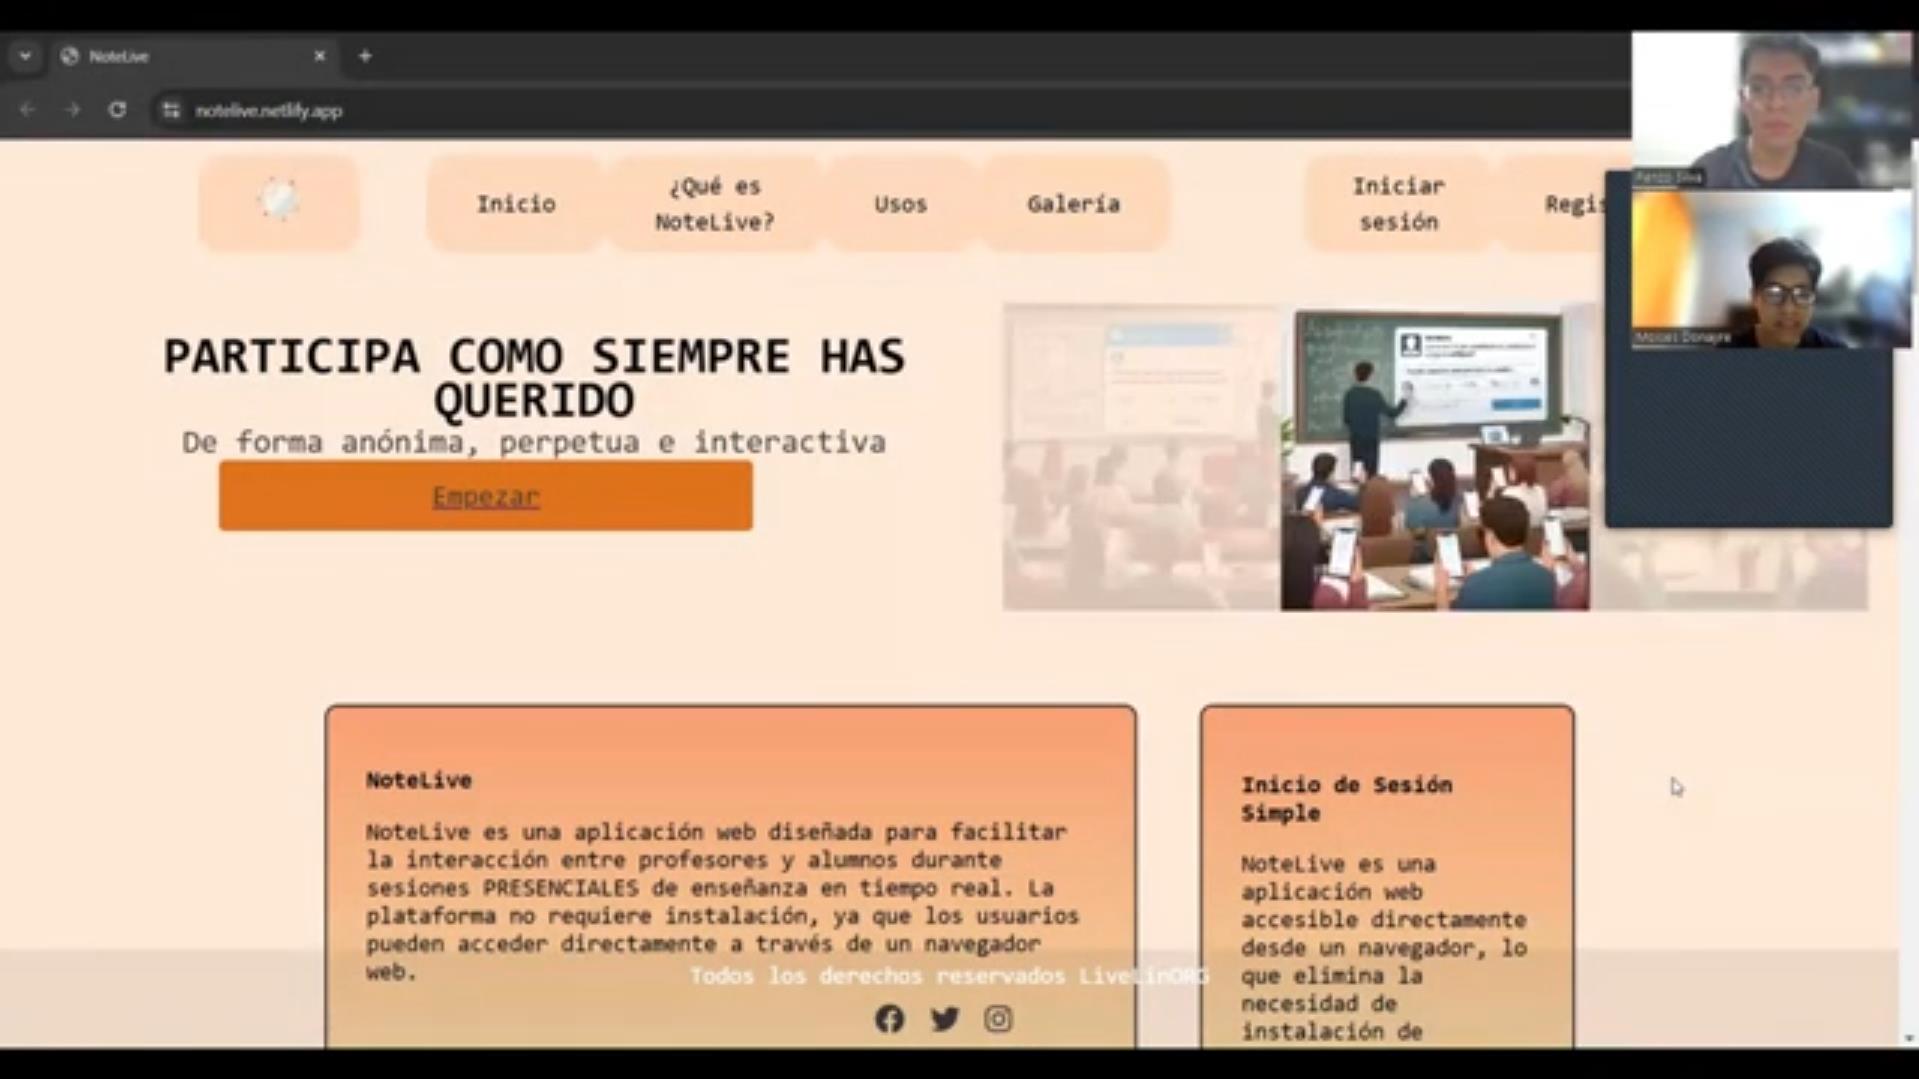 NoteLive
notelive.netlify.app
Inicio
¿Qué es
NoteLive?
Usos
Galería
Iniciar
sesión
Regis
Renzo Silva
Moises Donayre
PARTICIPA COMO SIEMPRE HAS
QUERIDO
De forma anónima, perpetua e interactiva
Empezar
NoteLive
NoteLive es una aplicación web diseñada para facilitar
la interacción entre profesores y alumnos durante
sesiones PRESENCIALES de enseñanza en tiempo real. La
plataforma no requiere instalación, ya que los usuarios
pueden acceder directamente a través de un navegador
web.
Inicio de Sesión
Simple
NoteLive es una
aplicación web
accesible directamente
desde un navegador, lo
que elimina la
necesidad de
instalación de
Todos los derechos reservados LiveLinORG